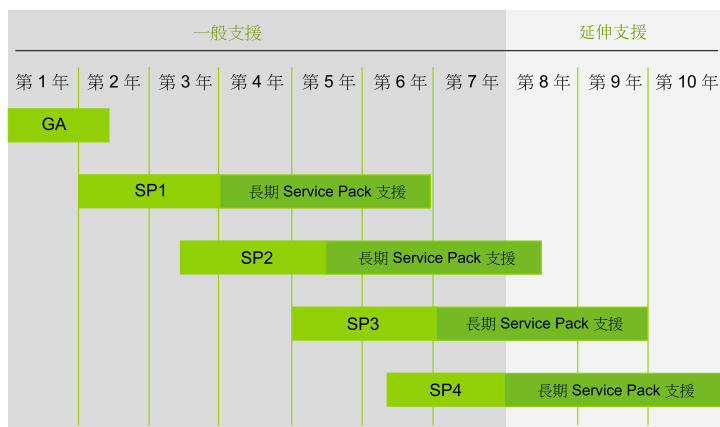 一般支援 延伸支援
第 1 年 第 2 年 第 3 年 第 4 年 第 5 年 第 6 年 第 7 年 第 8 年 第 9 年 第 10 年
GA
SP1 長期 Service Pack 支援
SP2 長期 Service Pack 支援
SP3 長期 Service Pack 支援
SP4 長期 Service Pack 支援